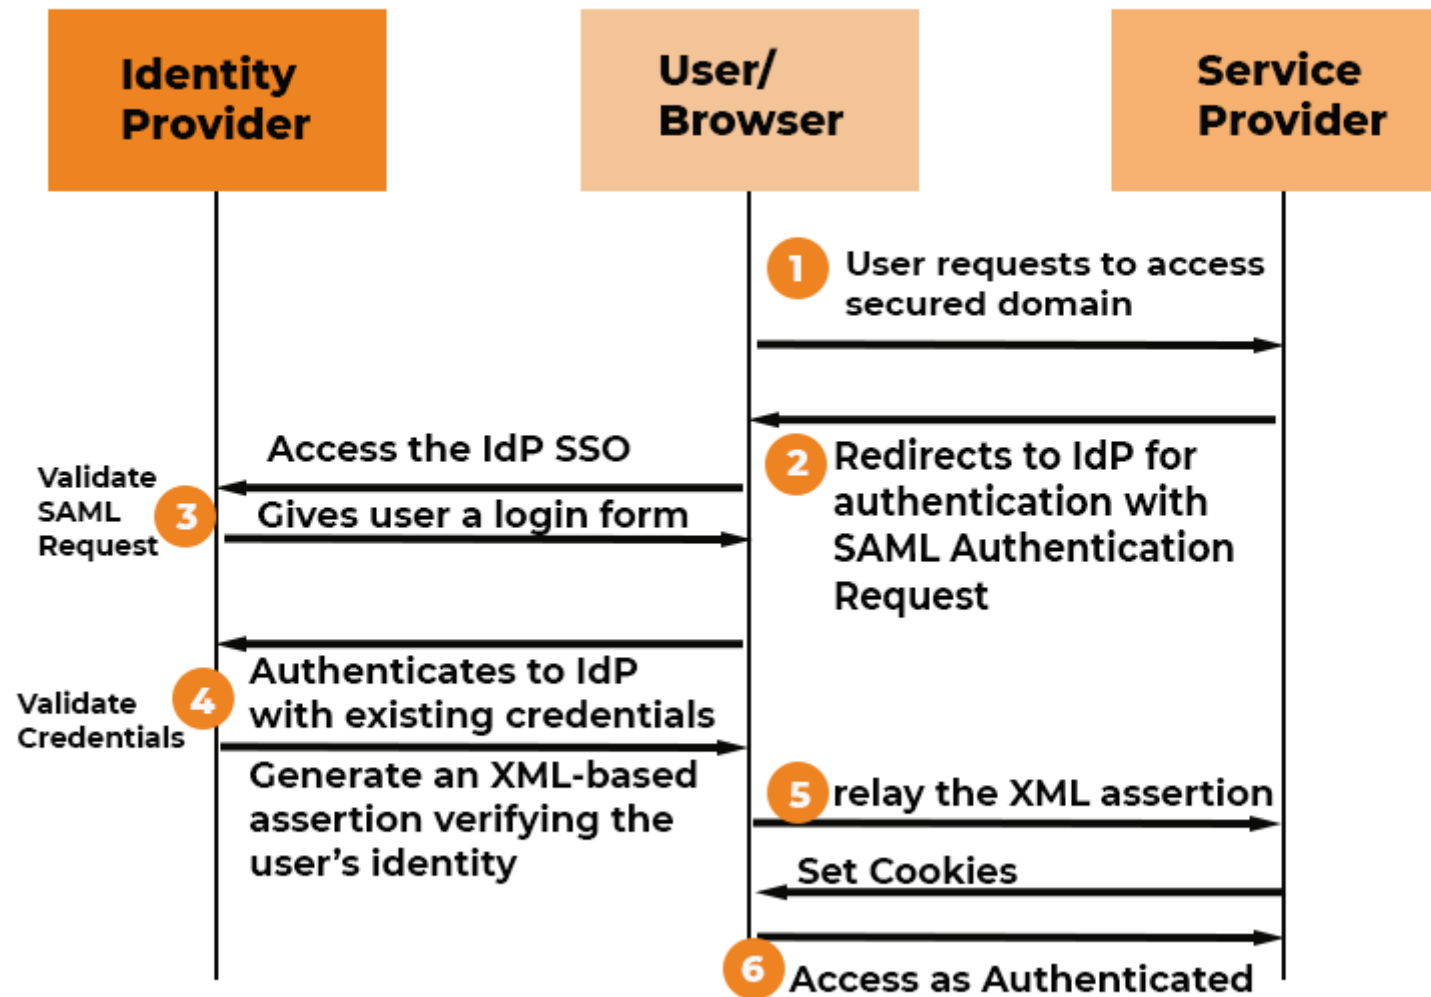 Identity
Provider
User/
Browser
Service
Provider
1
User requests to access
secured domain
2
Redirects to IdP for
authentication with
SAML Authentication
Request
Access the IdP SSO
Validate
SAML
Request
3
Gives user a login form
Authenticates to IdP
with existing credentials
4
Validate
Credentials
Generate an XML-based
assertion verifying the
user’s identity
5
relay the XML assertion
Set Cookies
6
Access as Authenticated